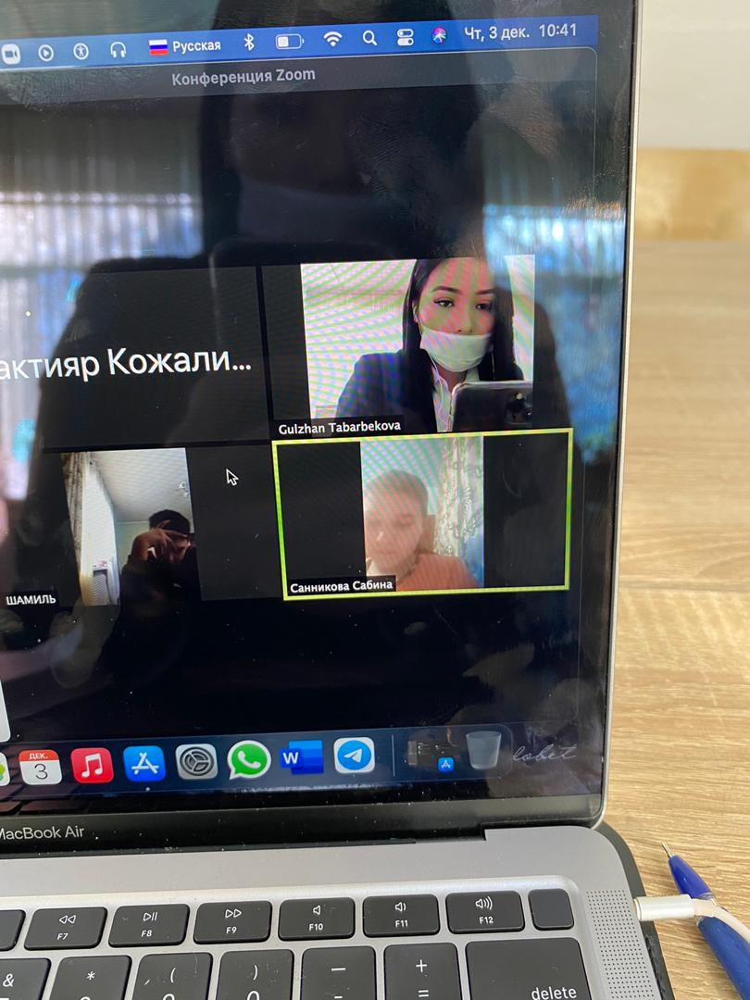 Русская
Чт, 3 дек. 10:41
Конференция Zoom
актияр Кожали...
Gulzhan Tabarbekova
ШАМИЛЬ
Санникова Сабина
ДЕК.
3
W
lobet
MacBook Air
F7
F8
F9
F10
F11
F12
&
*
(
)
—
+
=
delete